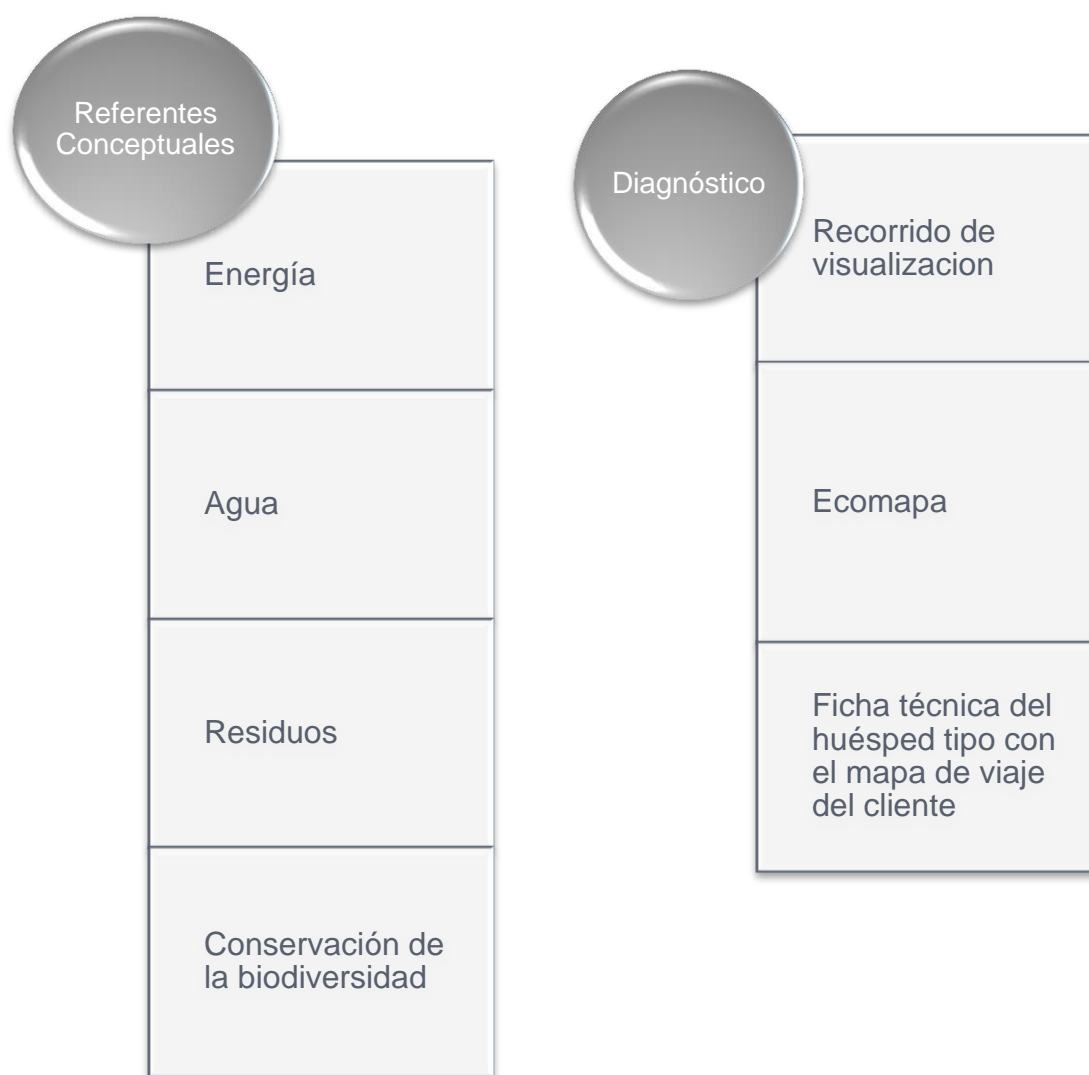 Referentes
Conceptuales
Energía
Agua
Residuos
Conservación de
la biodiversidad
Diagnóstico
Recorrido de
visualizacion
Ecomapa
Ficha técnica del
huésped tipo con
el mapa de viaje
del cliente